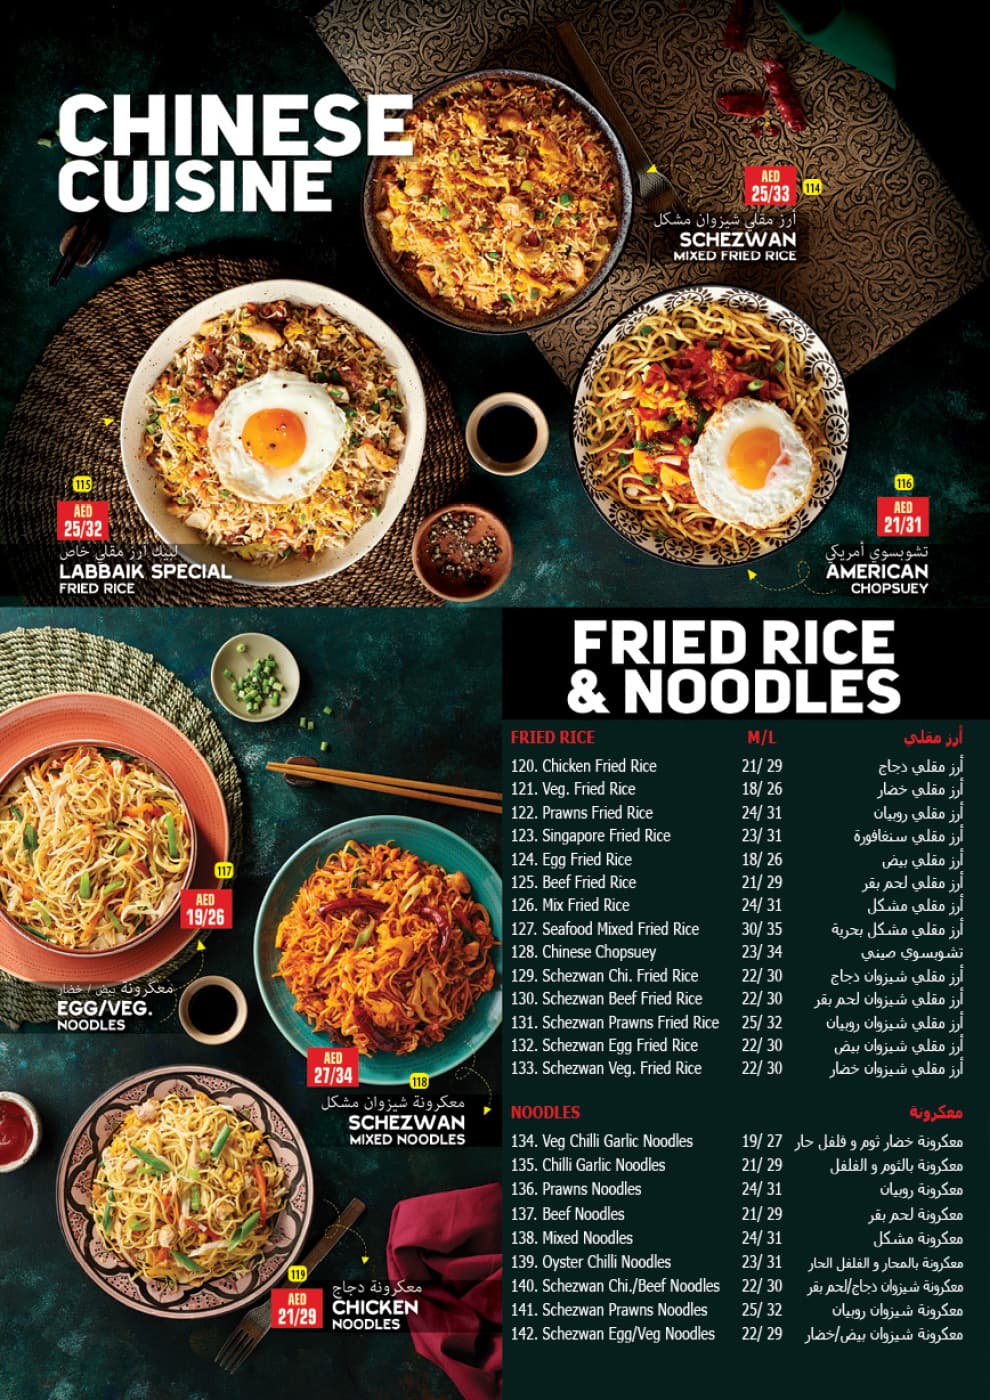 CHINESE
CUISINE
AED
25/33
114
أرز مقلي شيزوان مشكل
SCHEZWAN
MIXED FRIED RICE
115
AED
25/32
لبيك أرز مقلي خاص
LABBAIK SPECIAL
FRIED RICE
116
AED
21/31
تشوبسوي أمريكي
AMERICAN
CHOPSUEY
117
AED
19/26
معكرونة بيض / خضار
EGG/VEG.
NOODLES
AED
27/34
118
معكرونة شيزوان مشكل
SCHEZWAN
MIXED NOODLES
119
AED
21/29
معكرونة دجاج
CHICKEN
NOODLES
FRIED RICE
& NOODLES
FRIED RICE M/L أرز مقلي
120. Chicken Fried Rice 21/ 29 أرز مقلي دجاج
121. Veg. Fried Rice 18/ 26 أرز مقلي خضار
122. Prawns Fried Rice 24/ 31 أرز مقلي روبيان
123. Singapore Fried Rice 23/ 31 أرز مقلي سنغافورة
124. Egg Fried Rice 18/ 26 أرز مقلي بيض
125. Beef Fried Rice 21/ 29 أرز مقلي لحم بقر
126. Mix Fried Rice 24/ 31 أرز مقلي مشكل
127. Seafood Mixed Fried Rice 30/ 35 أرز مقلي مشكل بحرية
128. Chinese Chopsuey 23/ 34 تشوبسوي صيني
129. Schezwan Chi. Fried Rice 22/ 30 أرز مقلي شيزوان دجاج
130. Schezwan Beef Fried Rice 22/ 30 أرز مقلي شيزوان لحم بقر
131. Schezwan Prawns Fried Rice 25/ 32 أرز مقلي شيزوان روبيان
132. Schezwan Egg Fried Rice 22/ 30 أرز مقلي شيزوان بيض
133. Schezwan Veg. Fried Rice 22/ 30 أرز مقلي شيزوان خضار
NOODLES معكرونة
134. Veg Chilli Garlic Noodles 19/ 27 معكرونة خضار ثوم و فلفل حار
135. Chilli Garlic Noodles 21/ 29 معكرونة بالثوم و الفلفل
136. Prawns Noodles 24/ 31 معكرونة روبيان
137. Beef Noodles 21/ 29 معكرونة لحم بقر
138. Mixed Noodles 24/ 31 معكرونة مشكل
139. Oyster Chilli Noodles 23/ 31 معكرونة بالمحار و الفلفل الحار
140. Schezwan Chi./Beef Noodles 22/ 30 معكرونة شيزوان دجاج/لحم بقر
141. Schezwan Prawns Noodles 25/ 32 معكرونة شيزوان روبيان
142. Schezwan Egg/Veg Noodles 22/ 29 معكرونة شيزوان بيض/خضار